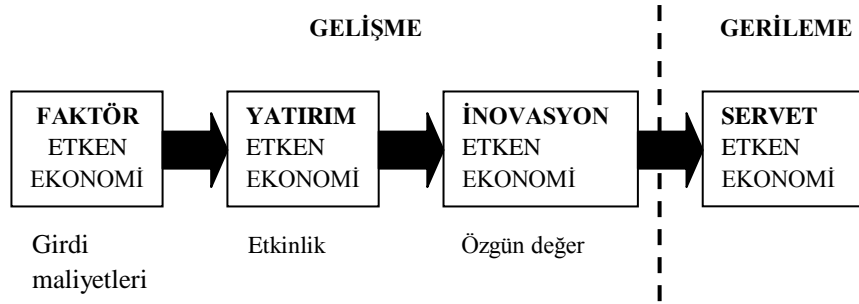 GELİŞME
GERİLEME
FAKTÖR
ETKEN
EKONOMİ
YATIRIM
ETKEN
EKONOMİ
İNOVASYON
ETKEN
EKONOMİ
SERVET
ETKEN
EKONOMİ
Girdi
maliyetleri
Etkinlik
Özgün değer